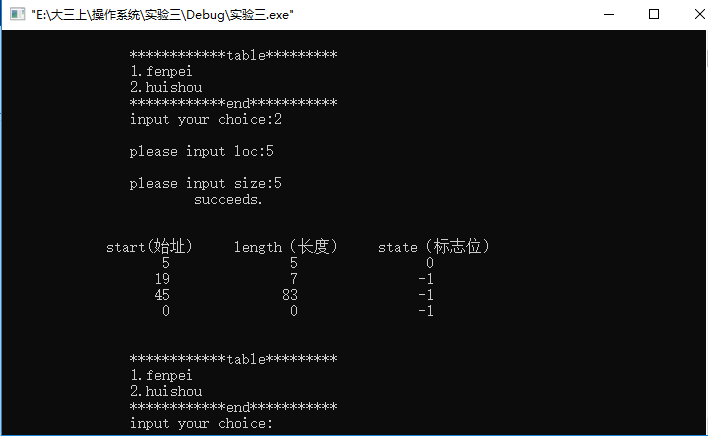 "E:\大三上\操作系统\实验三\Debug\实验三.exe"
************table*********
1.fenpei
2.huishou
************end***********
input your choice:2
please input loc:5
please input size:5
succeeds.
start(始址) length（长度） state（标志位）
5 5 0
19 7 -1
45 83 -1
0 0 -1
************table*********
1.fenpei
2.huishou
************end***********
input your choice: